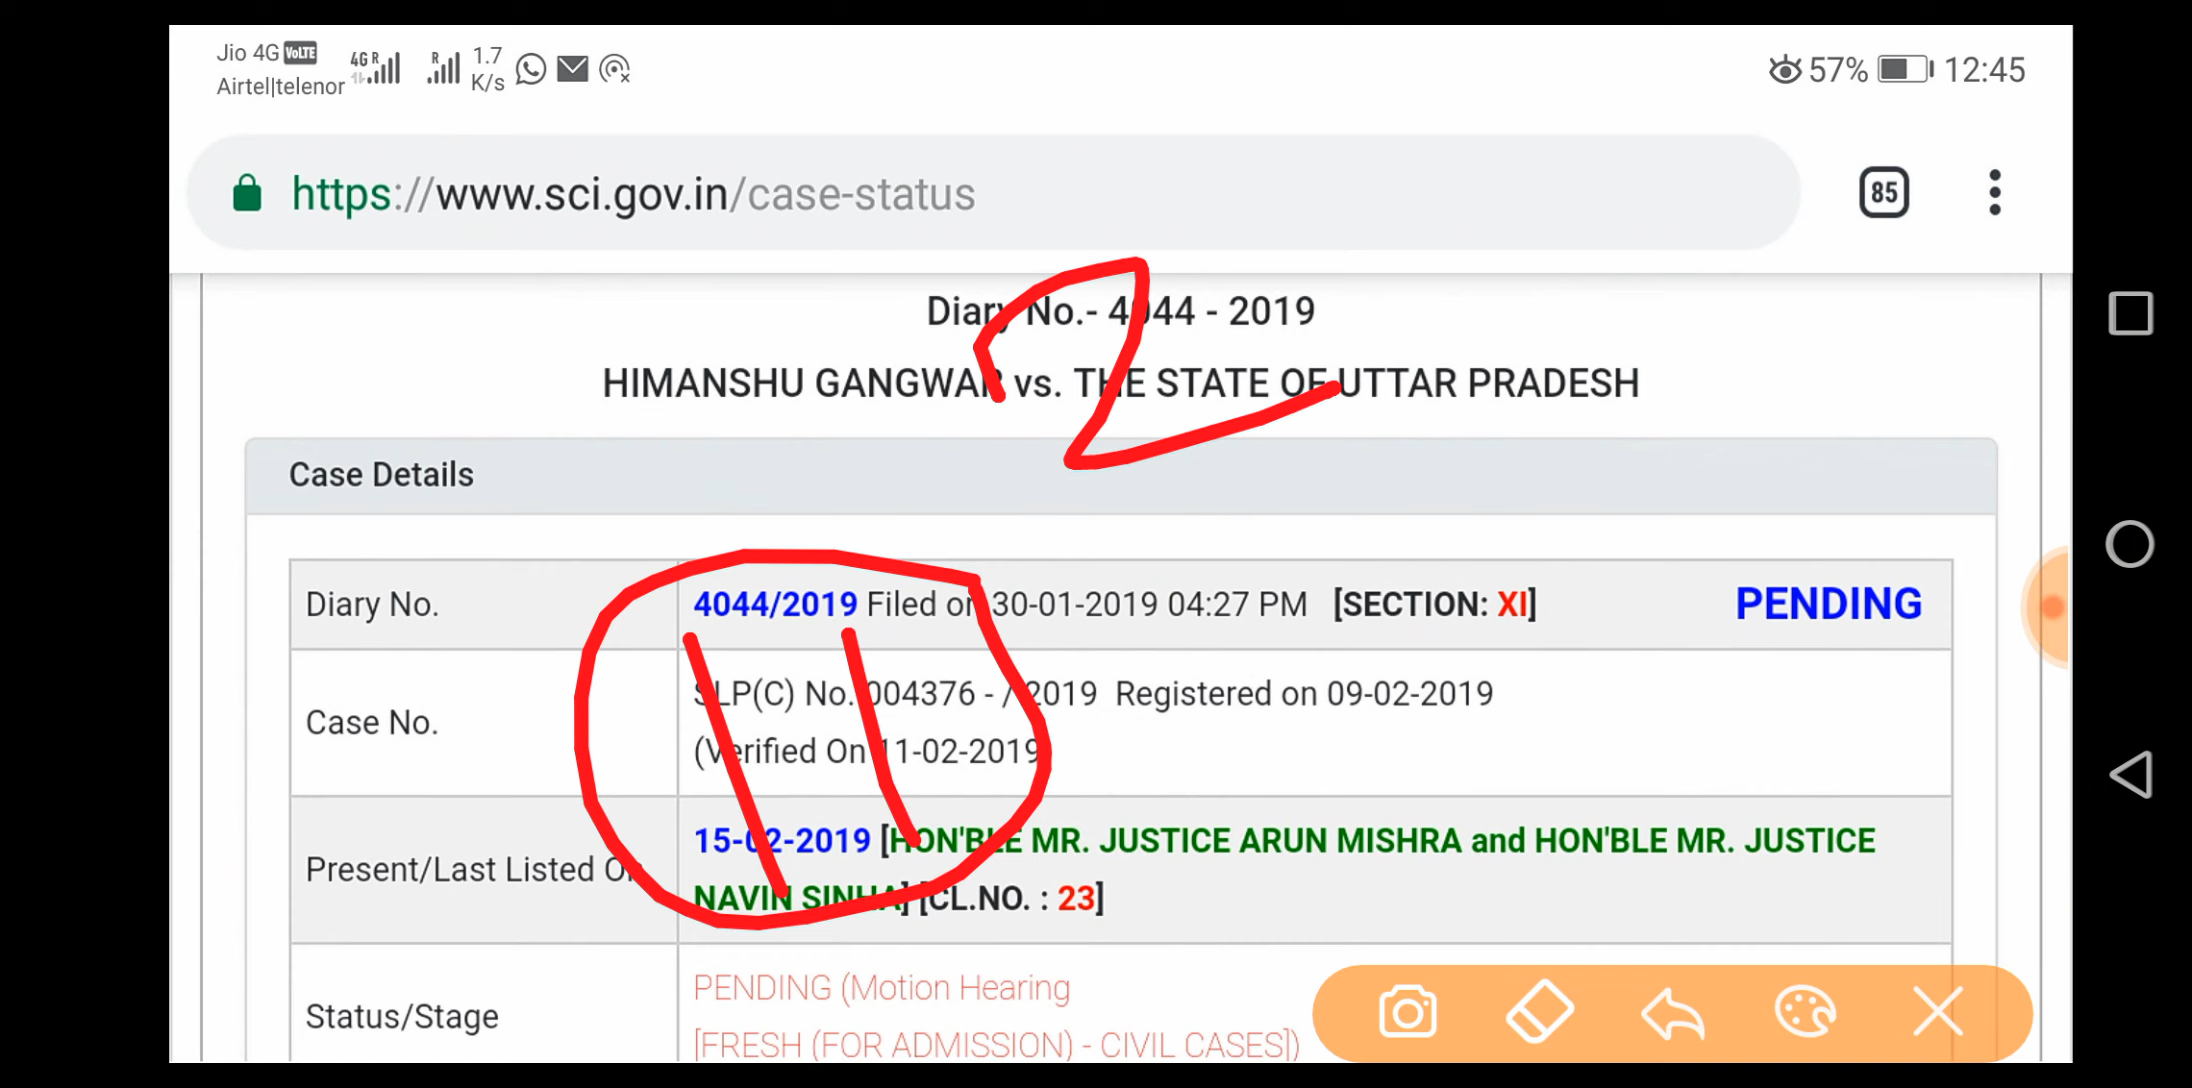 Jio 4G VoLTE 4G R R 1.7 57% 12:45
Airtel|telenor K/s
https://www.sci.gov.in/case-status 85
Diary No.- 4044 - 2019
HIMANSHU GANGWAR vs. THE STATE OF UTTAR PRADESH
2
Case Details
Diary No. 4044/2019 Filed on 30-01-2019 04:27 PM [SECTION: XI] PENDING
Case No. SLP(C) No. 004376 - / 2019 Registered on 09-02-2019
(Verified On 11-02-2019)
Present/Last Listed On 15-02-2019 [HON'BLE MR. JUSTICE ARUN MISHRA and HON'BLE MR. JUSTICE
NAVIN SINHA] [CL.NO. : 23]
Status/Stage PENDING (Motion Hearing
[FRESH (FOR ADMISSION) - CIVIL CASES])